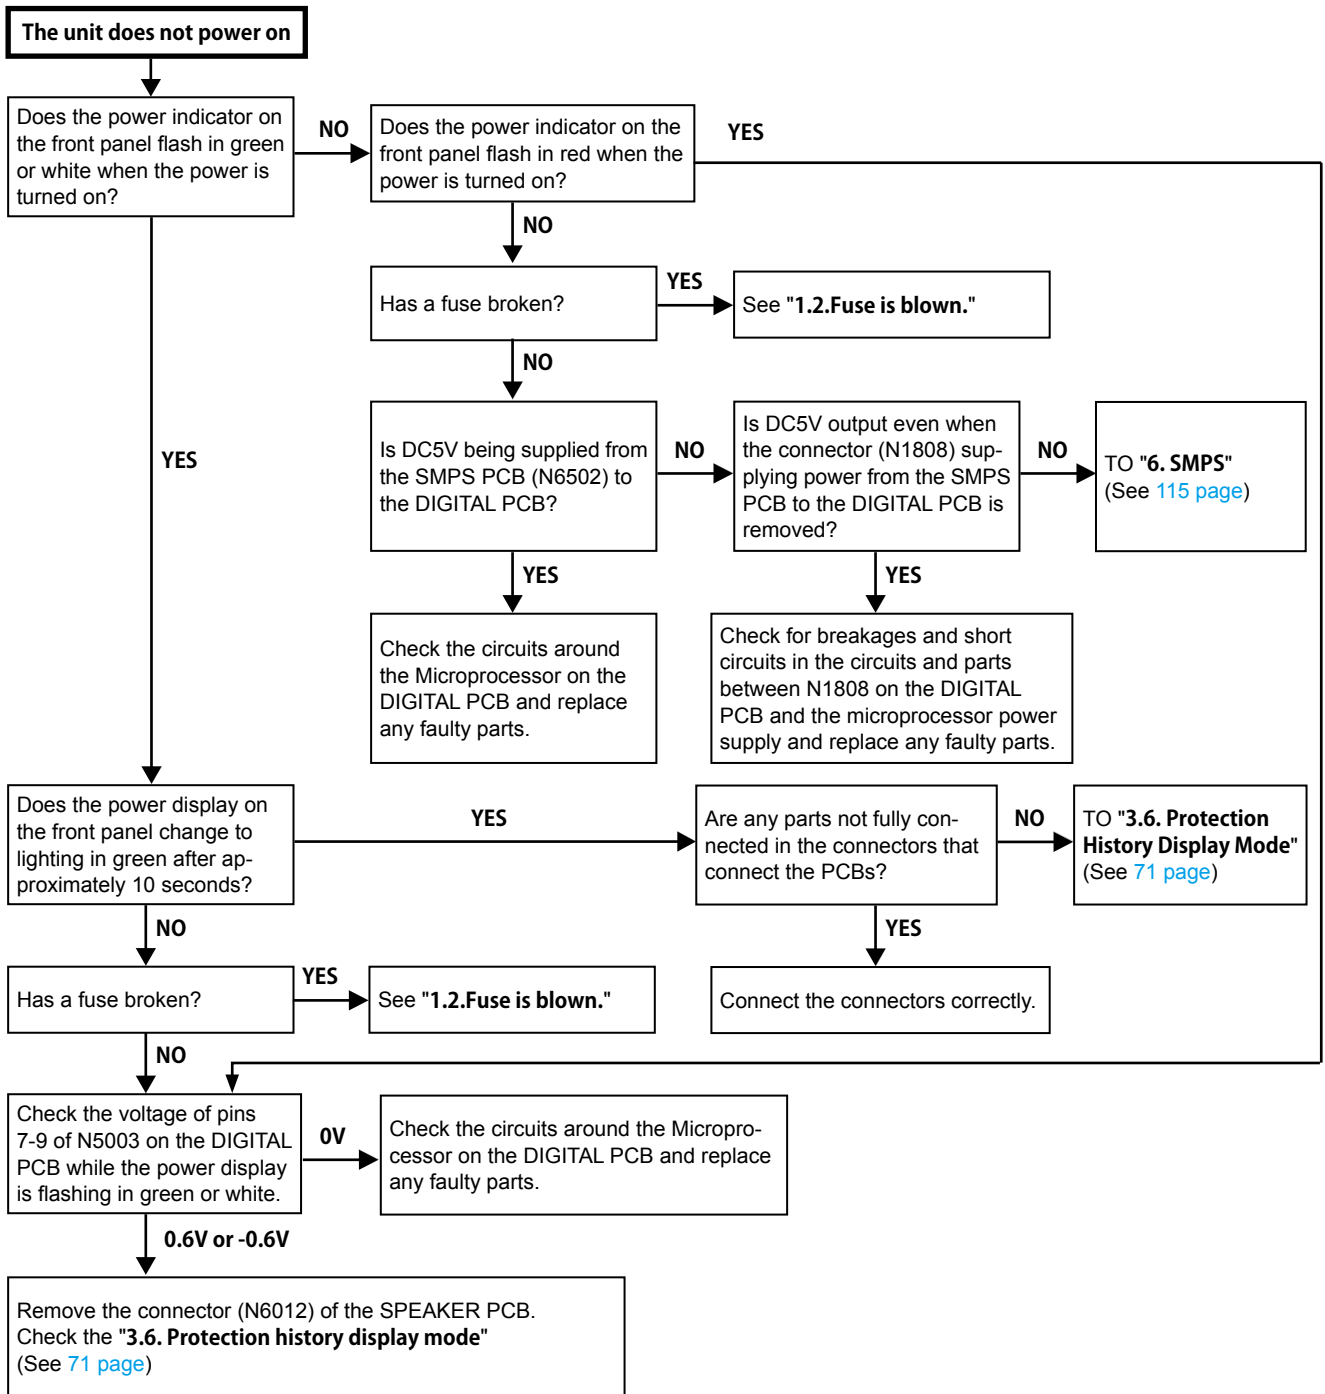 The unit does not power on
Does the power indicator on
the front panel flash in green
or white when the power is
turned on?
NO
Does the power indicator on the
front panel flash in red when the
power is turned on?
YES
NO
Has a fuse broken?
YES
See "1.2.Fuse is blown."
NO
YES
Is DC5V being supplied from
the SMPS PCB (N6502) to
the DIGITAL PCB?
NO
Is DC5V output even when
the connector (N1808) sup-
plying power from the SMPS
PCB to the DIGITAL PCB is
removed?
NO
TO "6. SMPS"
(See 115 page)
YES
YES
Check the circuits around
the Microprocessor on the
DIGITAL PCB and replace
any faulty parts.
Check for breakages and short
circuits in the circuits and parts
between N1808 on the DIGITAL
PCB and the microprocessor power
supply and replace any faulty parts.
Does the power display on
the front panel change to
lighting in green after ap-
proximately 10 seconds?
YES
Are any parts not fully con-
nected in the connectors that
connect the PCBs?
NO
TO "3.6. Protection
History Display Mode"
(See 71 page)
NO
YES
Has a fuse broken?
YES
See "1.2.Fuse is blown."
Connect the connectors correctly.
NO
Check the voltage of pins
7-9 of N5003 on the DIGITAL
PCB while the power display
is flashing in green or white.
0V
Check the circuits around the Micropro-
cessor on the DIGITAL PCB and replace
any faulty parts.
0.6V or -0.6V
Remove the connector (N6012) of the SPEAKER PCB.
Check the "3.6. Protection history display mode"
(See 71 page)